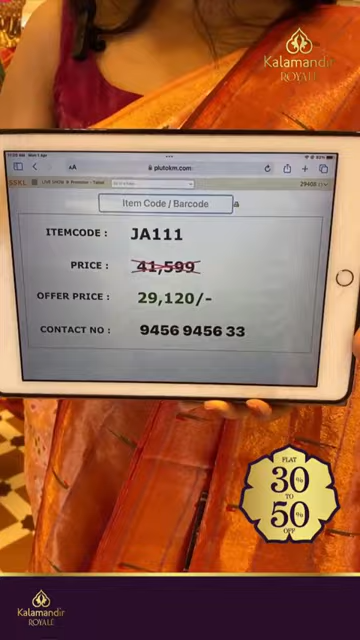 Kalamandir
ROYALE
plutokm.com
SSKL
Item Code / Barcode
ITEMCODE : JA111
PRICE : 41,599
OFFER PRICE : 29,120/-
CONTACT NO : 9456 9456 33
FLAT
30%
TO
50%
OFF
Kalamandir
ROYALE